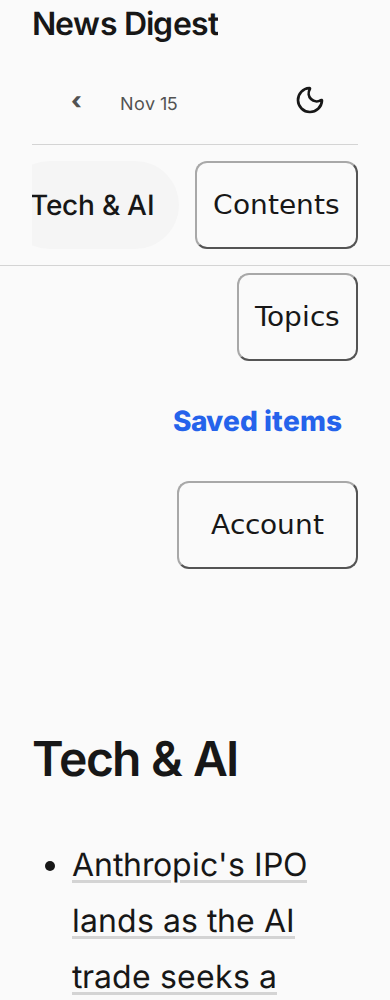 News Digest
‹ Nov 15
Tech & AI Contents
Topics
Saved items
Account
Tech & AI
• Anthropic's IPO
lands as the AI
trade seeks a